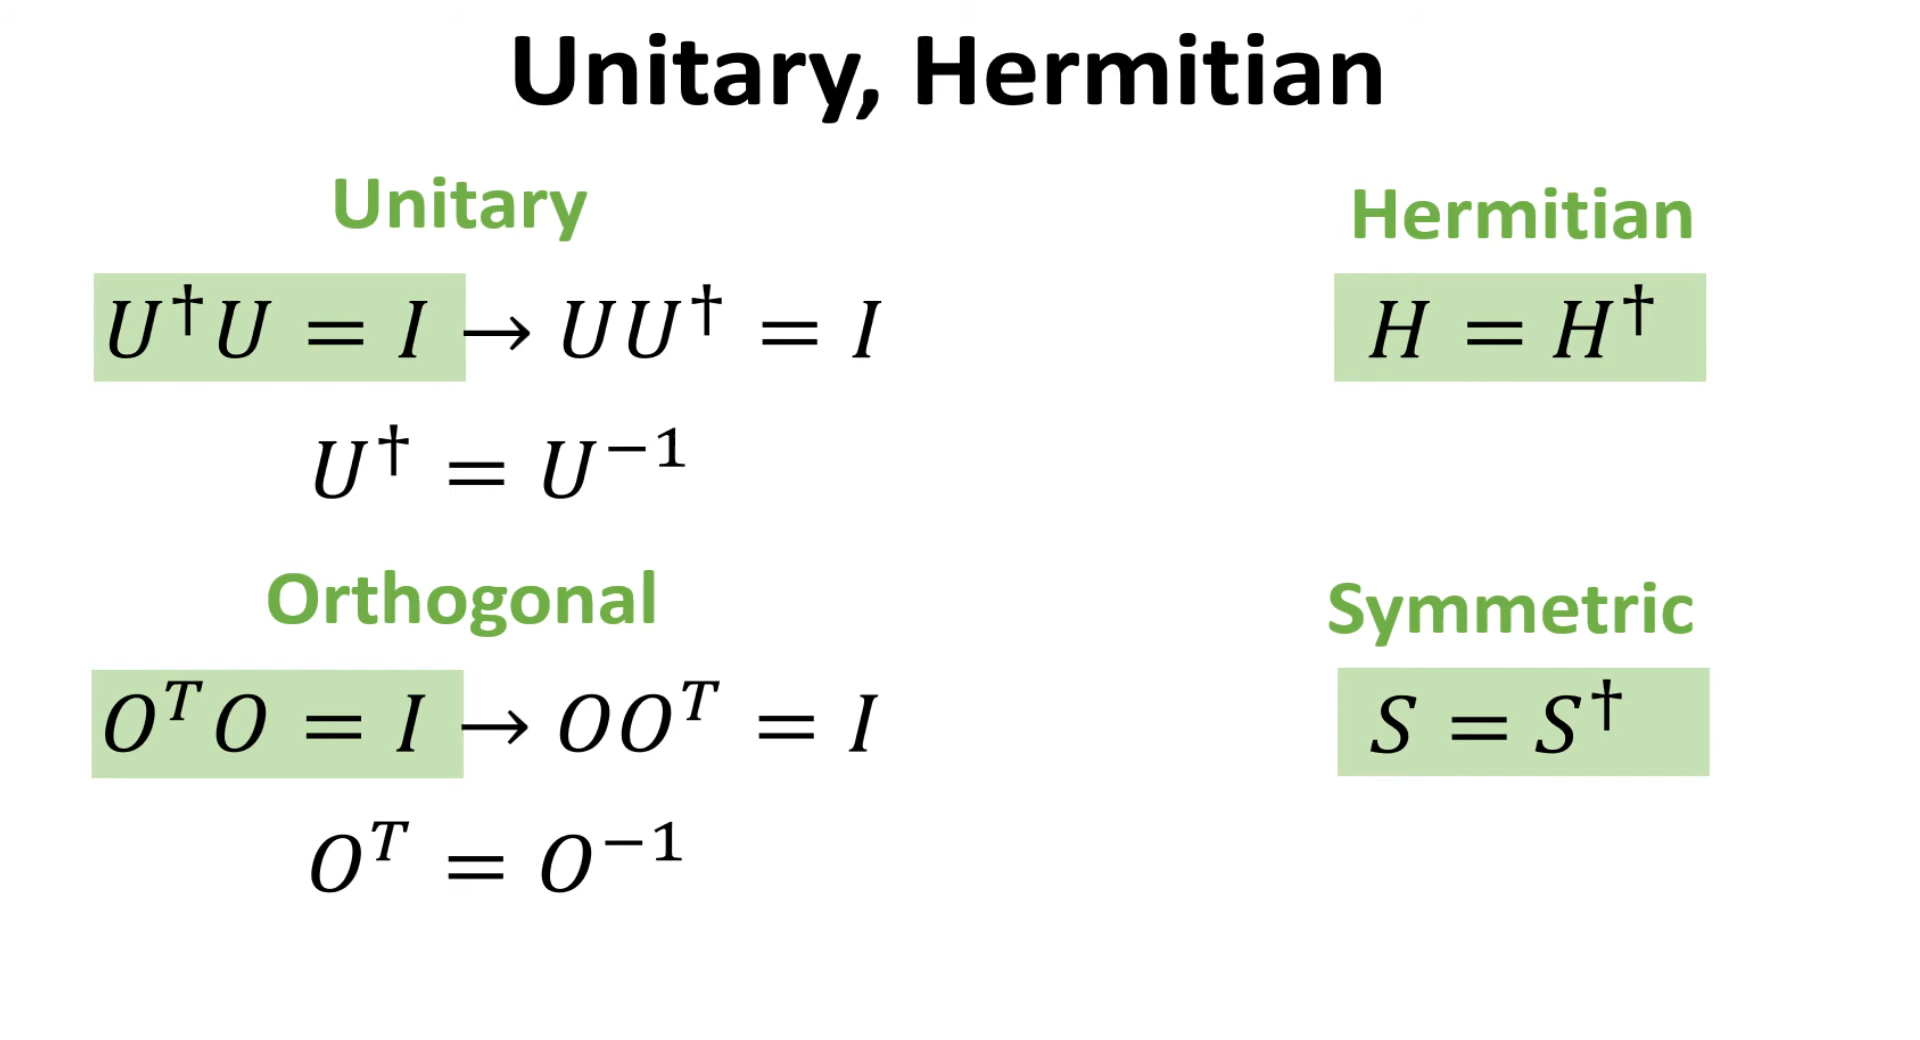 Unitary, Hermitian
Unitary
U†U = I → UU† = I
U† = U⁻¹
Hermitian
H = H†
Orthogonal
OᵀO = I → OOᵀ = I
Oᵀ = O⁻¹
Symmetric
S = S†